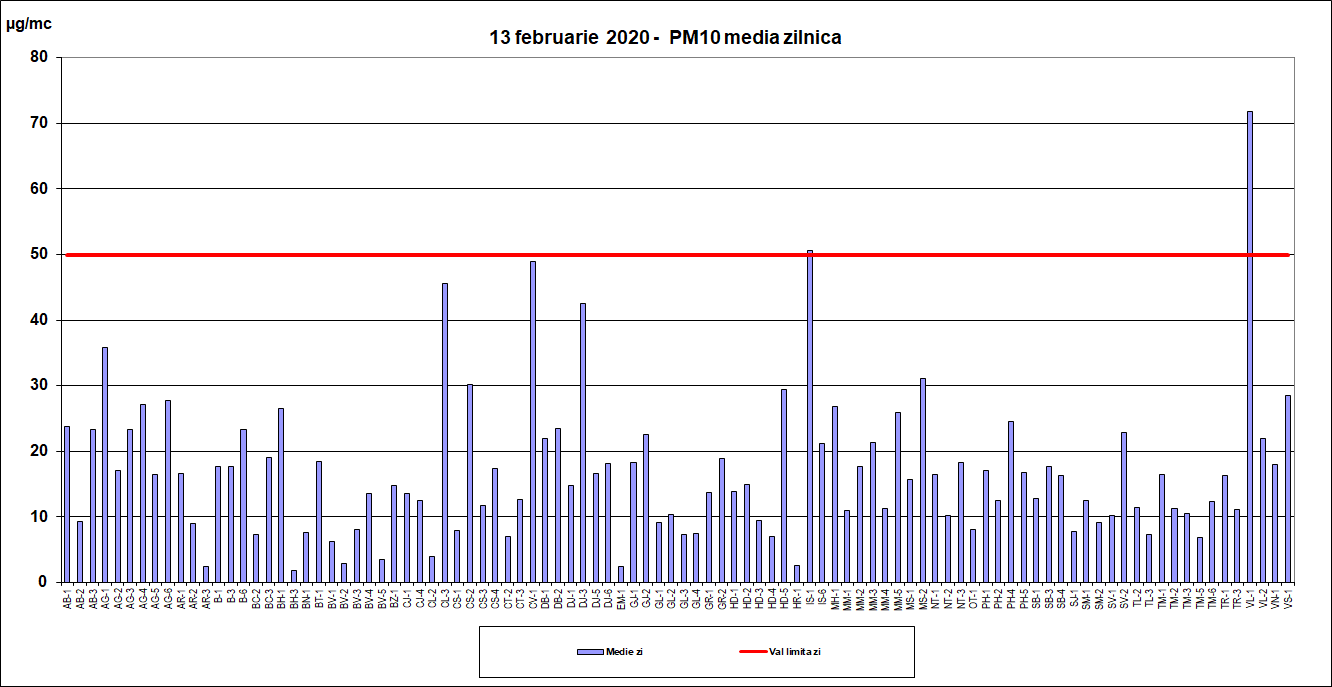 µg/mc
13 februarie 2020 - PM10 media zilnica
80
70
60
50
40
30
20
10
0
AB-1 AB-2 AB-3 AG-1 AG-2 AG-3 AG-4 AG-5 AG-6 AR-1 AR-2 AR-3 B-1 B-3 B-6 BC-2 BC-3 BH-1 BH-3 BN-1 BT-1 BV-1 BV-2 BV-3 BV-4 BV-5 BZ-1 CJ-1 CJ-4 CL-2 CL-3 CS-1 CS-2 CS-3 CS-4 CT-2 CT-3 CV-1 DB-1 DB-2 DJ-1 DJ-3 DJ-5 DJ-6 EM-1 GJ-1 GJ-2 GL-1 GL-2 GL-3 GL-4 GR-1 GR-2 HD-1 HD-2 HD-3 HD-4 HD-5 HR-1 IS-1 IS-6 MH-1 MM-1 MM-2 MM-3 MM-4 MM-5 MS-1 MS-2 NT-1 NT-2 NT-3 OT-1 PH-1 PH-2 PH-4 PH-5 SB-1 SB-3 SB-4 SJ-1 SM-1 SM-2 SV-1 SV-2 TL-2 TL-3 TM-1 TM-2 TM-3 TM-5 TM-6 TR-1 TR-3 VL-1 VL-2 VN-1 VS-1
Medie zi Val limita zi